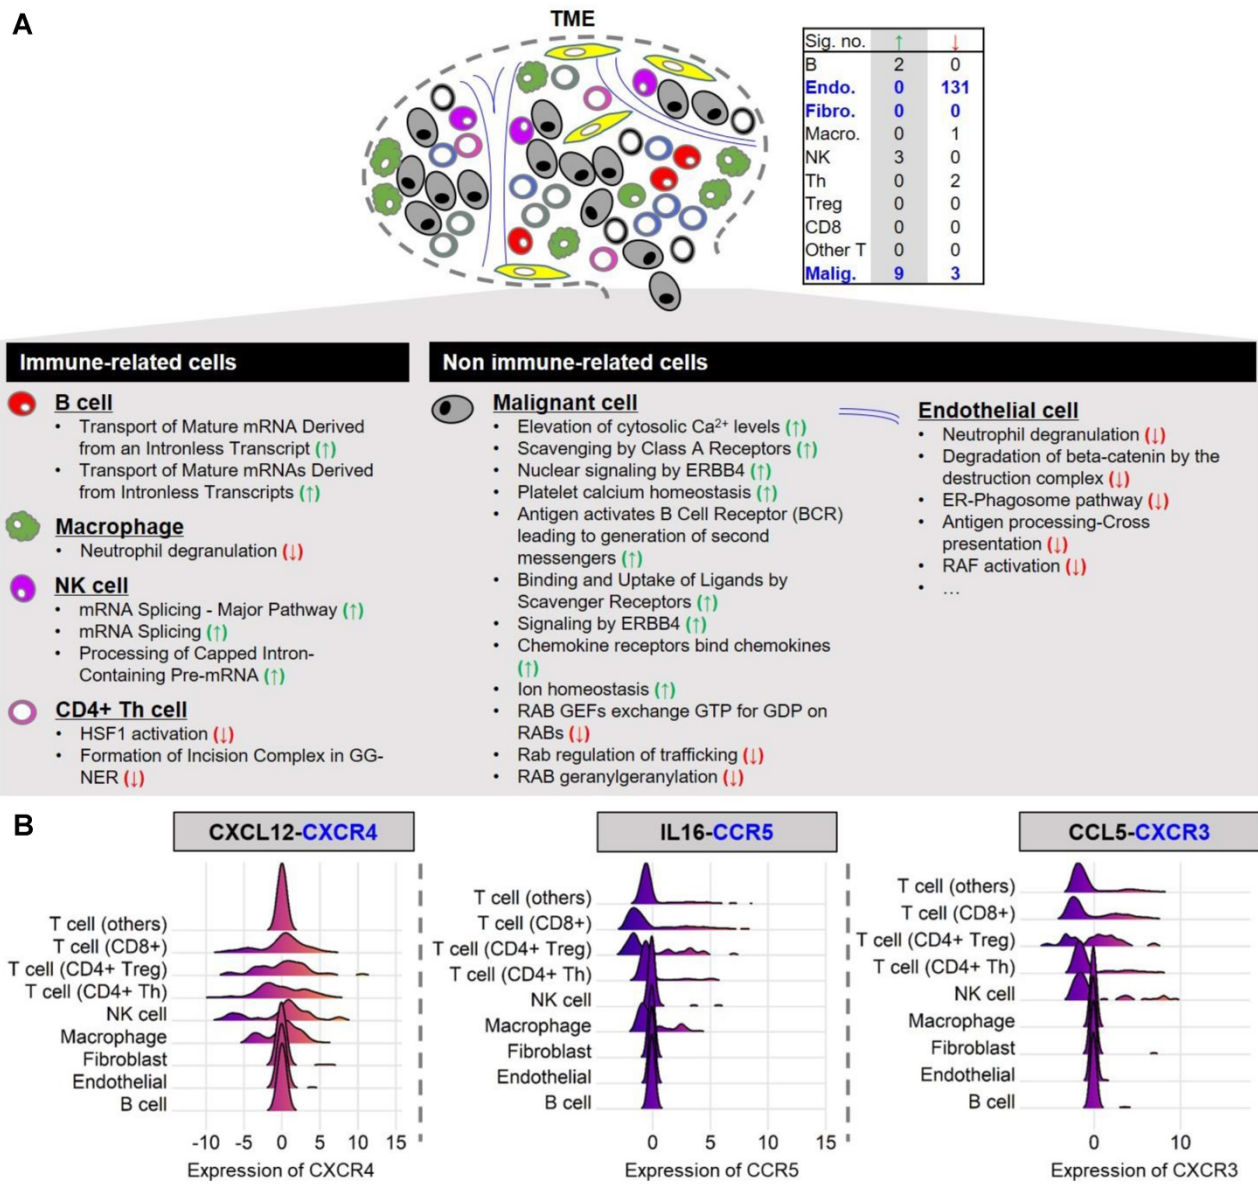 A
TME
Sig. no. ↑ ↓
B 2 0
Endo. 0 131
Fibro. 0 0
Macro. 0 1
NK 3 0
Th 0 2
Treg 0 0
CD8 0 0
Other T 0 0
Malig. 9 3
Immune-related cells
B cell
• Transport of Mature mRNA Derived
from an Intronless Transcript (↑)
• Transport of Mature mRNAs Derived
from Intronless Transcripts (↑)
Macrophage
• Neutrophil degranulation (↓)
NK cell
• mRNA Splicing - Major Pathway (↑)
• mRNA Splicing (↑)
• Processing of Capped Intron-
Containing Pre-mRNA (↑)
CD4+ Th cell
• HSF1 activation (↓)
• Formation of Incision Complex in GG-
NER (↓)
Non immune-related cells
Malignant cell
• Elevation of cytosolic Ca²⁺ levels (↑)
• Scavenging by Class A Receptors (↑)
• Nuclear signaling by ERBB4 (↑)
• Platelet calcium homeostasis (↑)
• Antigen activates B Cell Receptor (BCR)
leading to generation of second
messengers (↑)
• Binding and Uptake of Ligands by
Scavenger Receptors (↑)
• Signaling by ERBB4 (↑)
• Chemokine receptors bind chemokines
(↑)
• Ion homeostasis (↑)
• RAB GEFs exchange GTP for GDP on
RABs (↓)
• Rab regulation of trafficking (↓)
• RAB geranylgeranylation (↓)
Endothelial cell
• Neutrophil degranulation (↓)
• Degradation of beta-catenin by the
destruction complex (↓)
• ER-Phagosome pathway (↓)
• Antigen processing-Cross
presentation (↓)
• RAF activation (↓)
• …
B
CXCL12-CXCR4
T cell (others)
T cell (CD8+)
T cell (CD4+ Treg)
T cell (CD4+ Th)
NK cell
Macrophage
Fibroblast
Endothelial
B cell
-10 -5 0 5 10 15
Expression of CXCR4
IL16-CCR5
T cell (others)
T cell (CD8+)
T cell (CD4+ Treg)
T cell (CD4+ Th)
NK cell
Macrophage
Fibroblast
Endothelial
B cell
0 5 10 15
Expression of CCR5
CCL5-CXCR3
T cell (others)
T cell (CD8+)
T cell (CD4+ Treg)
T cell (CD4+ Th)
NK cell
Macrophage
Fibroblast
Endothelial
B cell
0 10
Expression of CXCR3